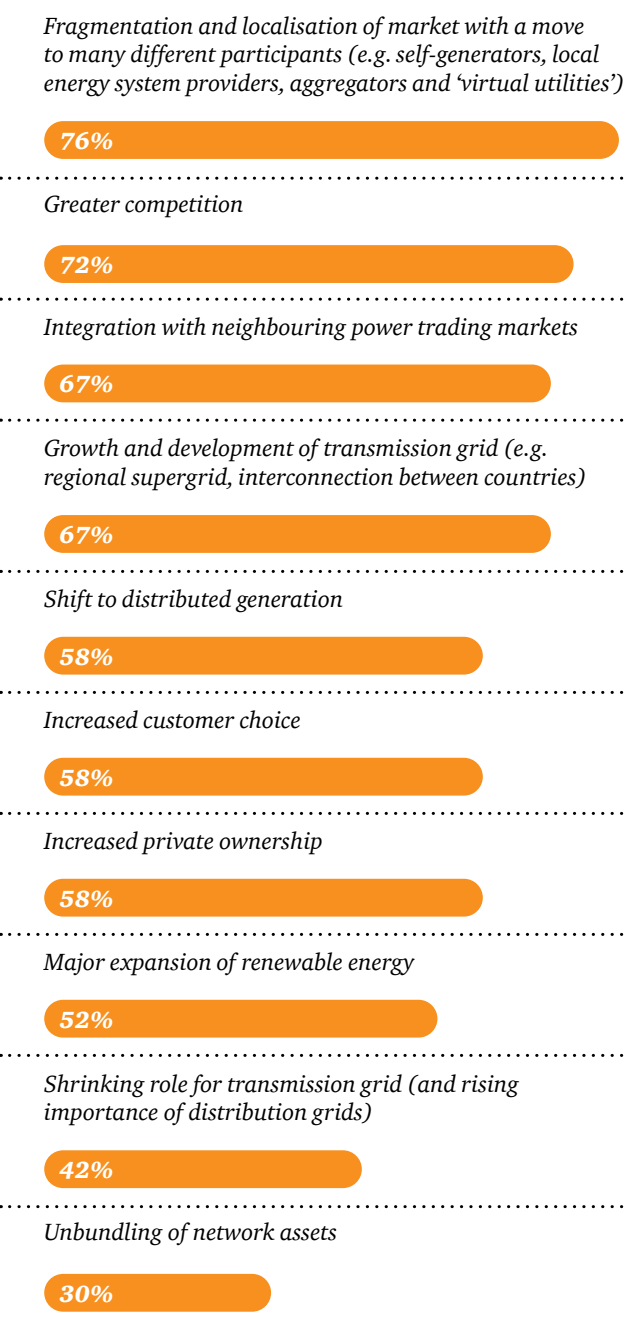 Fragmentation and localisation of market with a move
to many different participants (e.g. self-generators, local
energy system providers, aggregators and ‘virtual utilities’)
76%
Greater competition
72%
Integration with neighbouring power trading markets
67%
Growth and development of transmission grid (e.g.
regional supergrid, interconnection between countries)
67%
Shift to distributed generation
58%
Increased customer choice
58%
Increased private ownership
58%
Major expansion of renewable energy
52%
Shrinking role for transmission grid (and rising
importance of distribution grids)
42%
Unbundling of network assets
30%